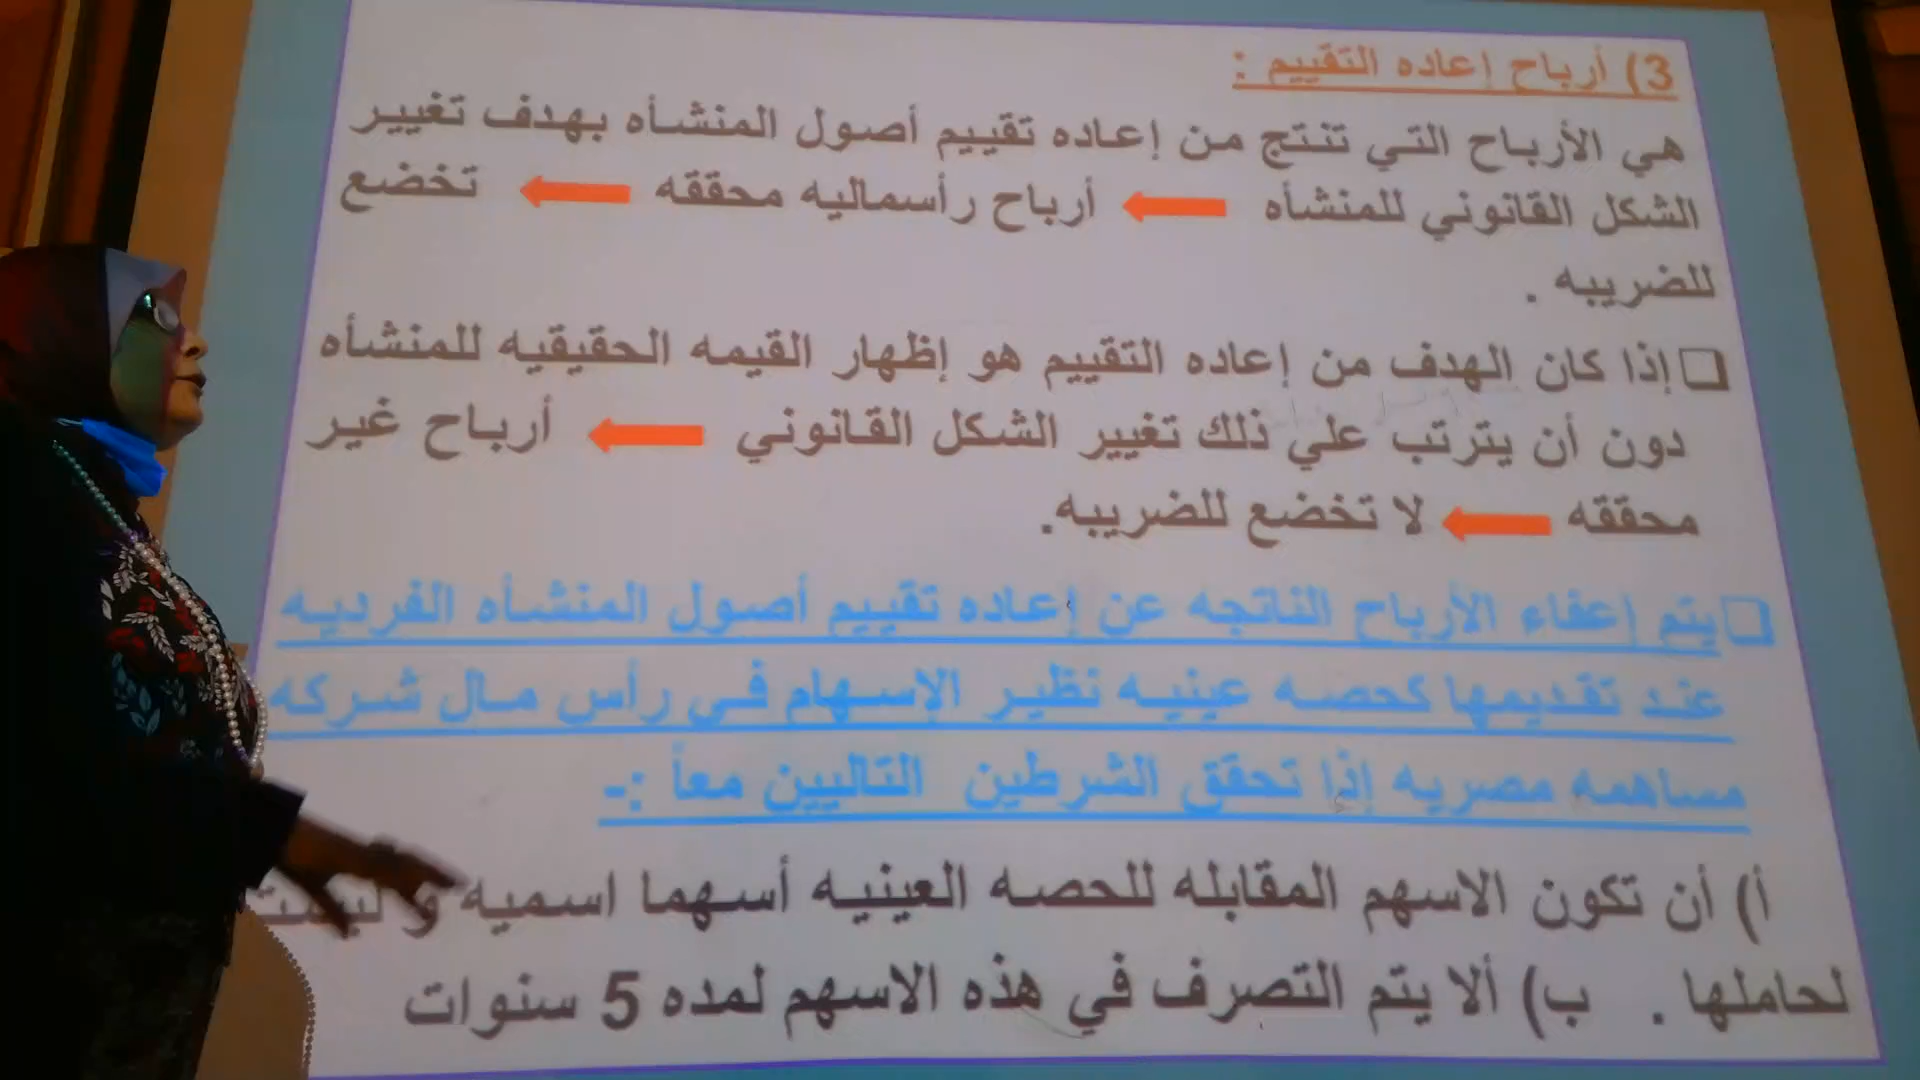 3) أرباح إعاده التقييم :
هي الأرباح التي تنتج من إعاده تقييم أصول المنشأه بهدف تغيير
الشكل القانوني للمنشأه أرباح رأسماليه محققه تخضع
للضريبه .
إذا كان الهدف من إعاده التقييم هو إظهار القيمه الحقيقيه للمنشأه
دون أن يترتب علي ذلك تغيير الشكل القانوني أرباح غير
محققه لا تخضع للضريبه.
يتم إعفاء الأرباح الناتجه عن إعاده تقييم أصول المنشأه الفرديه
عند تقديمها كحصه عينيه نظير الإسهام في رأس مال شركه
مساهمه مصريه إذا تحقق الشرطين التاليين معاً :-
أ) أن تكون الاسهم المقابله للحصه العينيه أسهما اسميه و ليست
لحاملها . ب) ألا يتم التصرف في هذه الاسهم لمده 5 سنوات